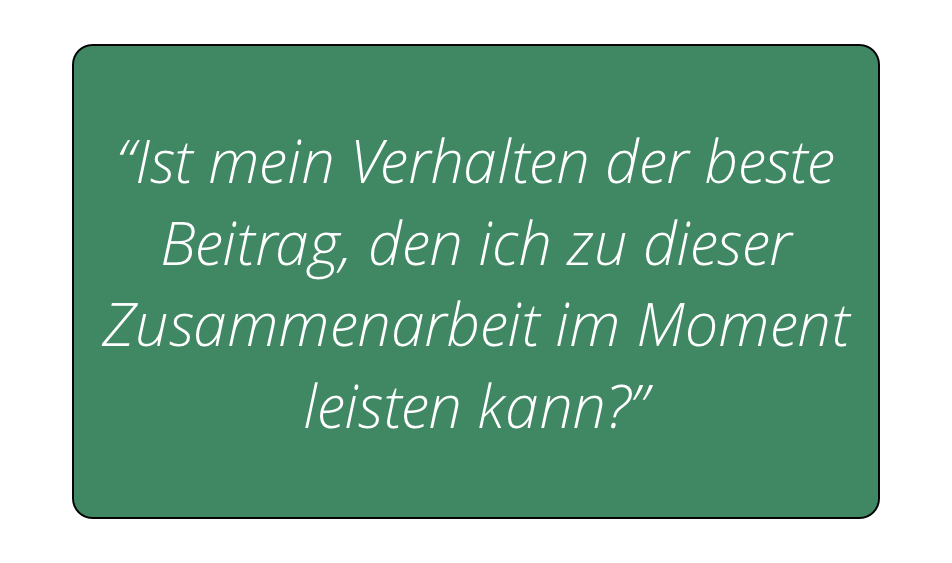 “Ist mein Verhalten der beste
Beitrag, den ich zu dieser
Zusammenarbeit im Moment
leisten kann?”